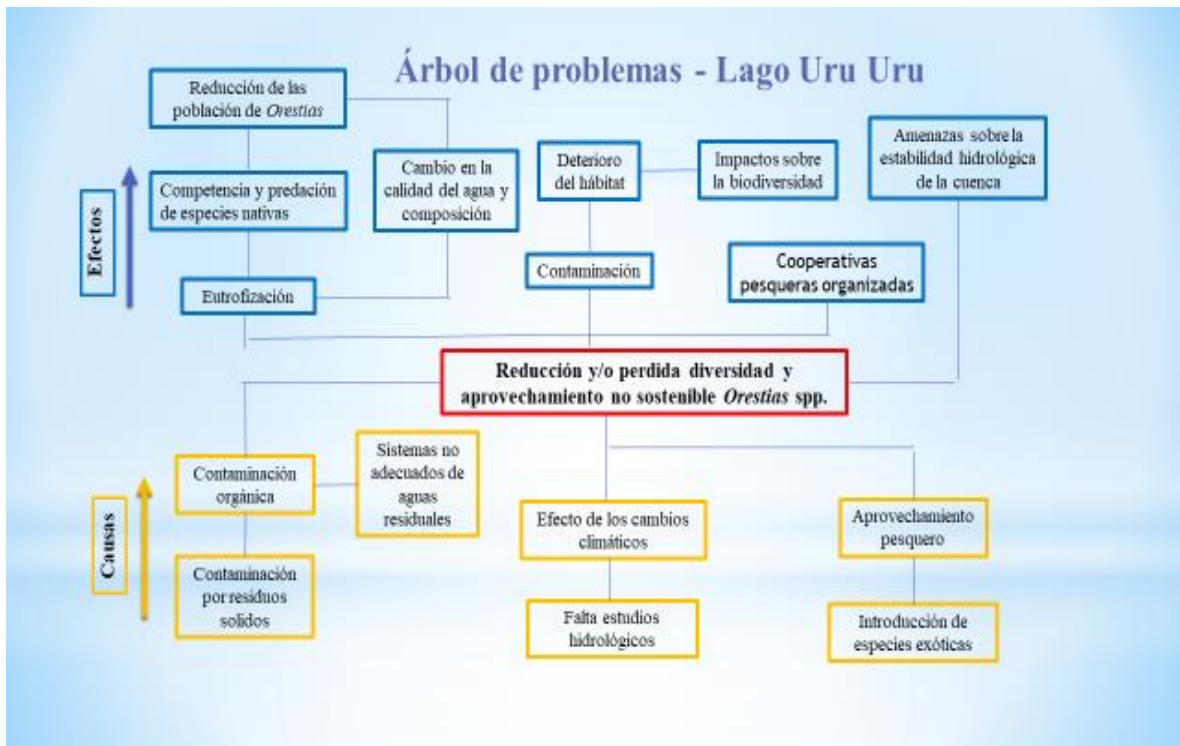 Árbol de problemas - Lago Uru Uru
Reducción de las
población de Orestias
Competencia y predación
de especies nativas
Eutrofización
Cambio en la
calidad del agua y
composición
Deterioro
del hábitat
Contaminación
Impactos sobre
la biodiversidad
Cooperativas
pesqueras organizadas
Amenazas sobre la
estabilidad hidrológica
de la cuenca
Efectos
Reducción y/o perdida diversidad y
aprovechamiento no sostenible Orestias spp.
Causas
Contaminación
orgánica
Sistemas no
adecuados de
aguas
residuales
Contaminación
por residuos
solidos
Efecto de los cambios
climáticos
Falta estudios
hidrológicos
Aprovechamiento
pesquero
Introducción de
especies exóticas